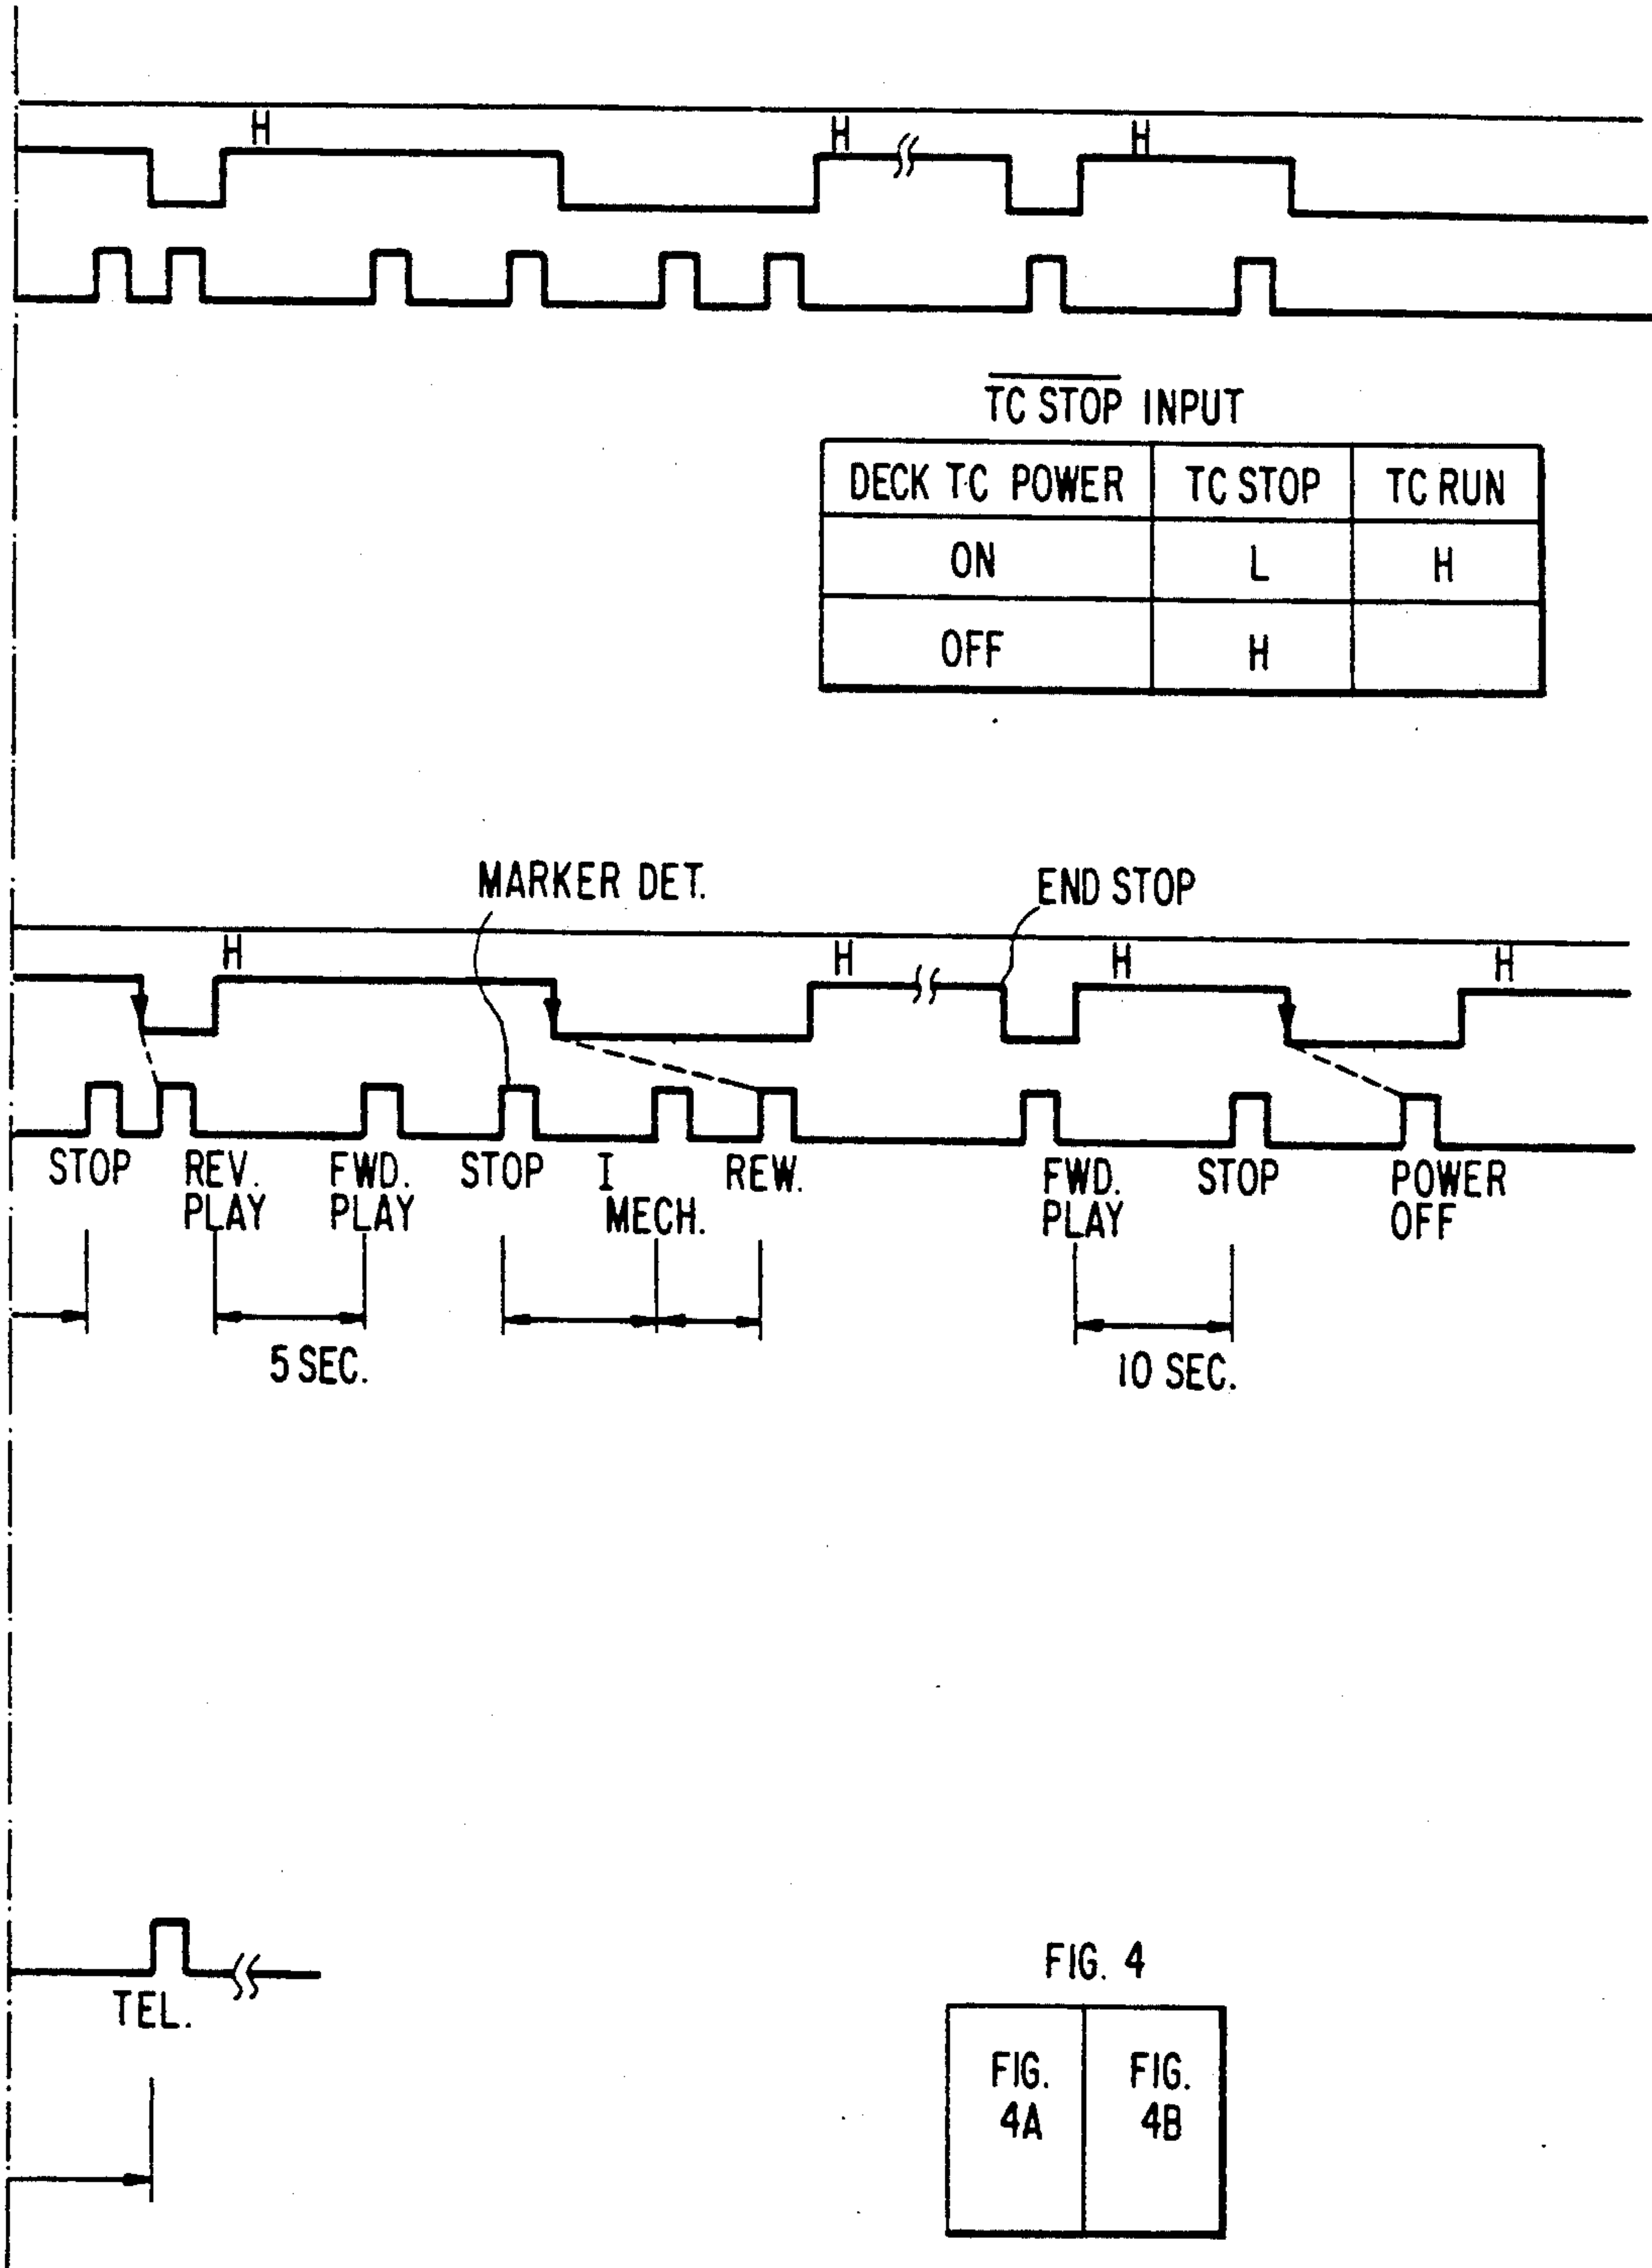 H H H
TC STOP INPUT
DECK TC POWER TC STOP TC RUN
ON L H
OFF H
MARKER DET. END STOP
H H H H
STOP REV. PLAY FWD. PLAY STOP I MECH. REW. FWD. PLAY STOP POWER OFF
5 SEC. 10 SEC.
TEL.
FIG. 4
FIG. 4A FIG. 4B